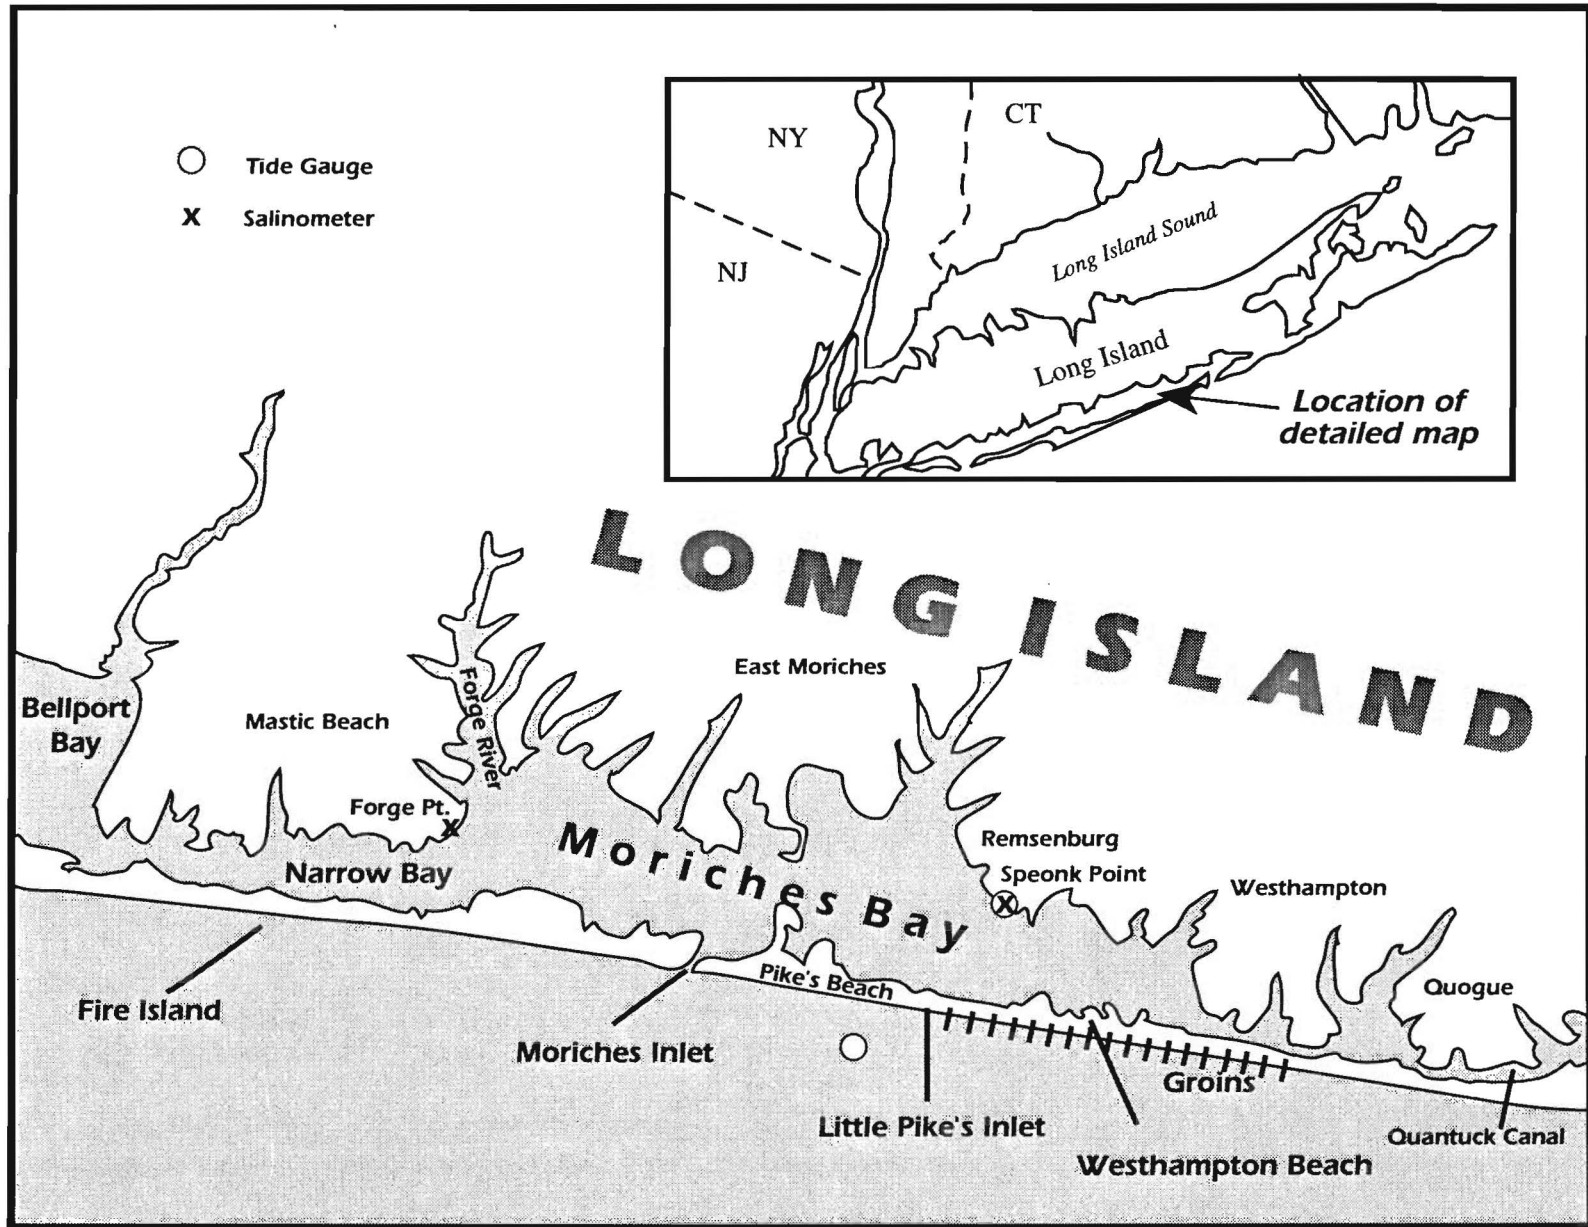 NY
CT
Tide Gauge
X Salinometer
Long Island Sound
NJ
Long Island
Location of
detailed map
LONG ISLAND
East Moriches
Forge River
Bellport
Bay
Mastic Beach
Forge Pt.
X
Moriches Bay
Remsenburg
Narrow Bay
Speonk Point
X
Westhampton
Pike's Beach
Quogue
Fire Island
Moriches Inlet
Groins
Little Pike's Inlet
Quantuck Canal
Westhampton Beach